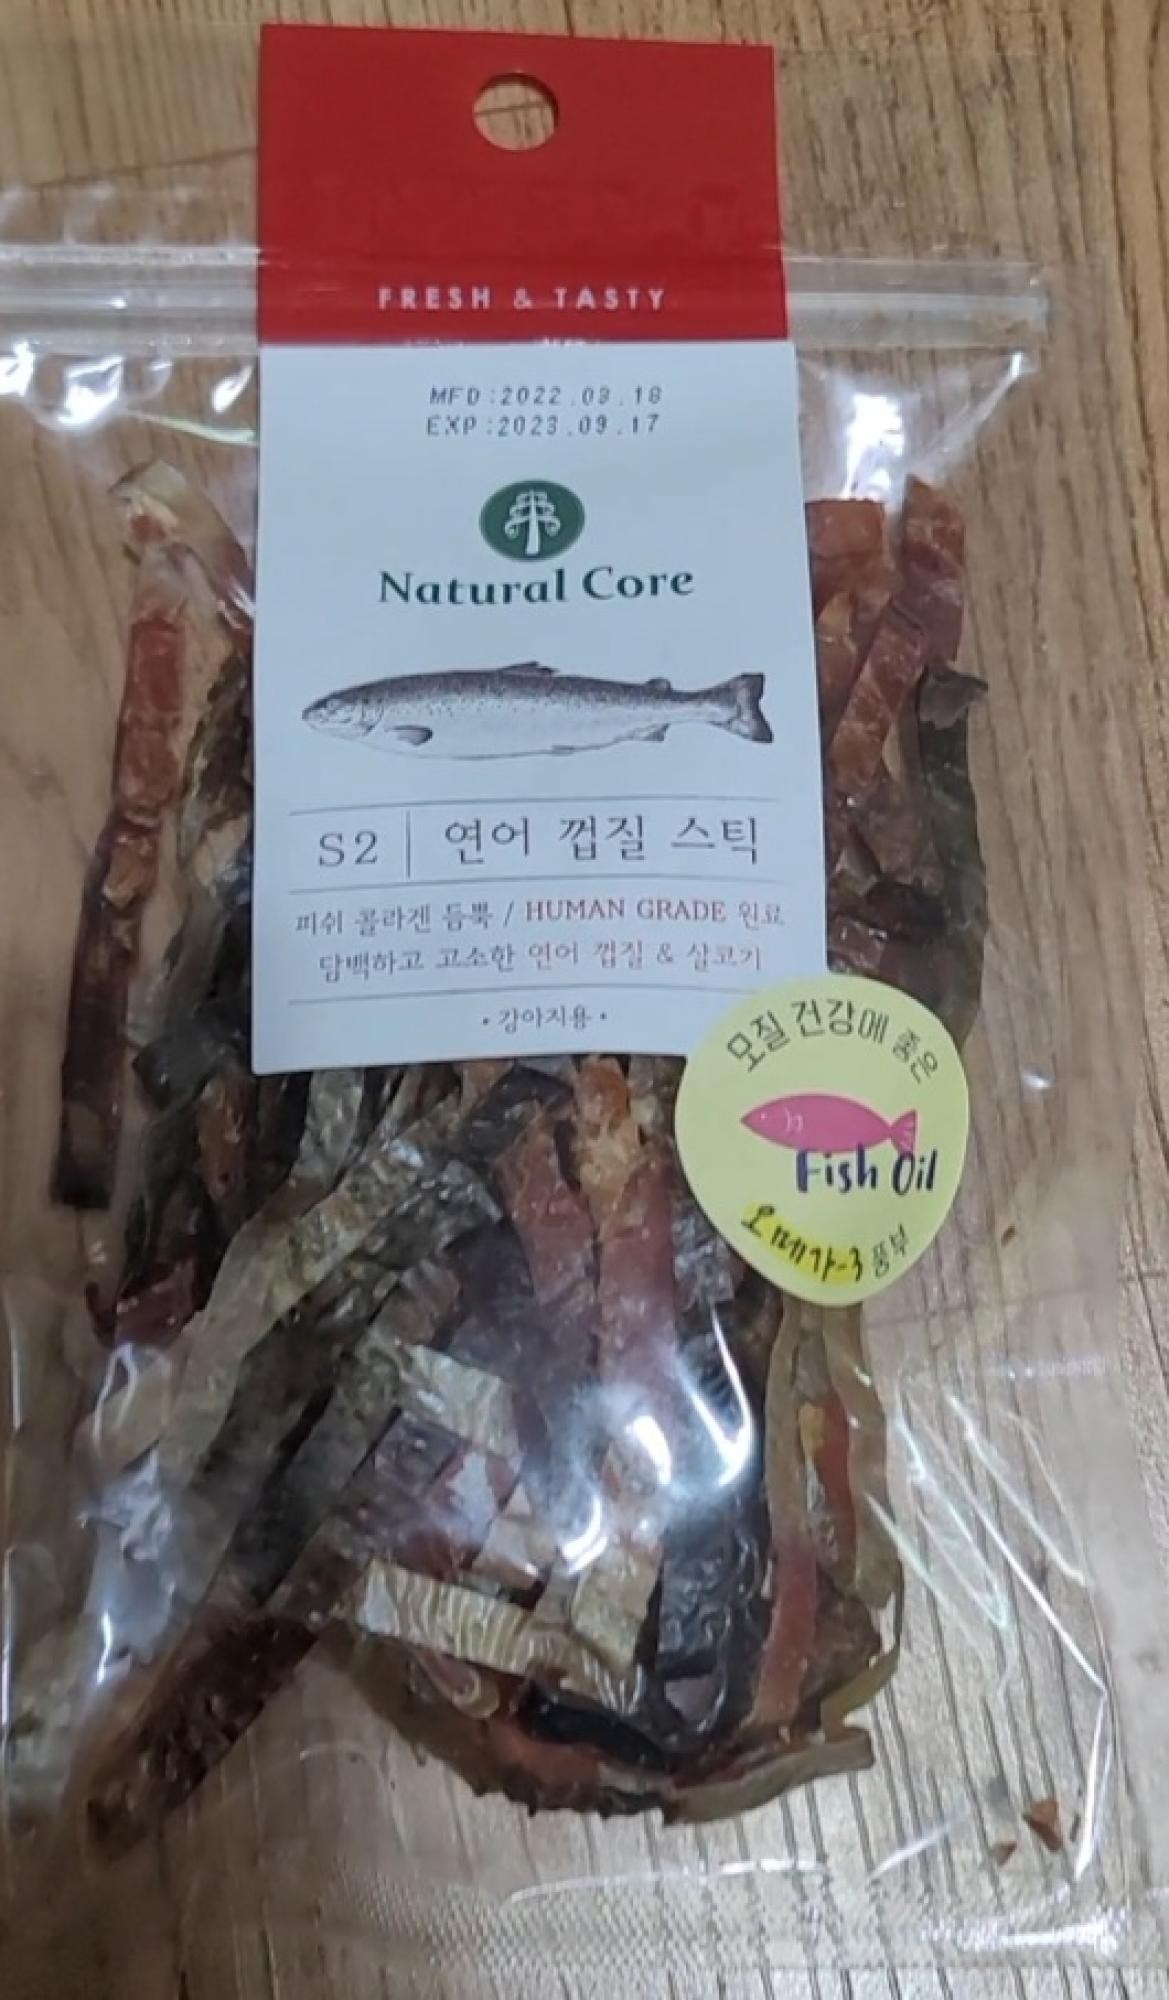 FRESH & TASTY
MFD:2022.09.18
EXP:2023.09.17
Natural Core
S2 | 연어 껍질 스틱
피쉬 콜라겐 듬뿍 / HUMAN GRADE 원료
담백하고 고소한 연어 껍질 & 살코기
· 강아지용 ·
모질 건강에 좋은
Fish Oil
오메가-3 풍부